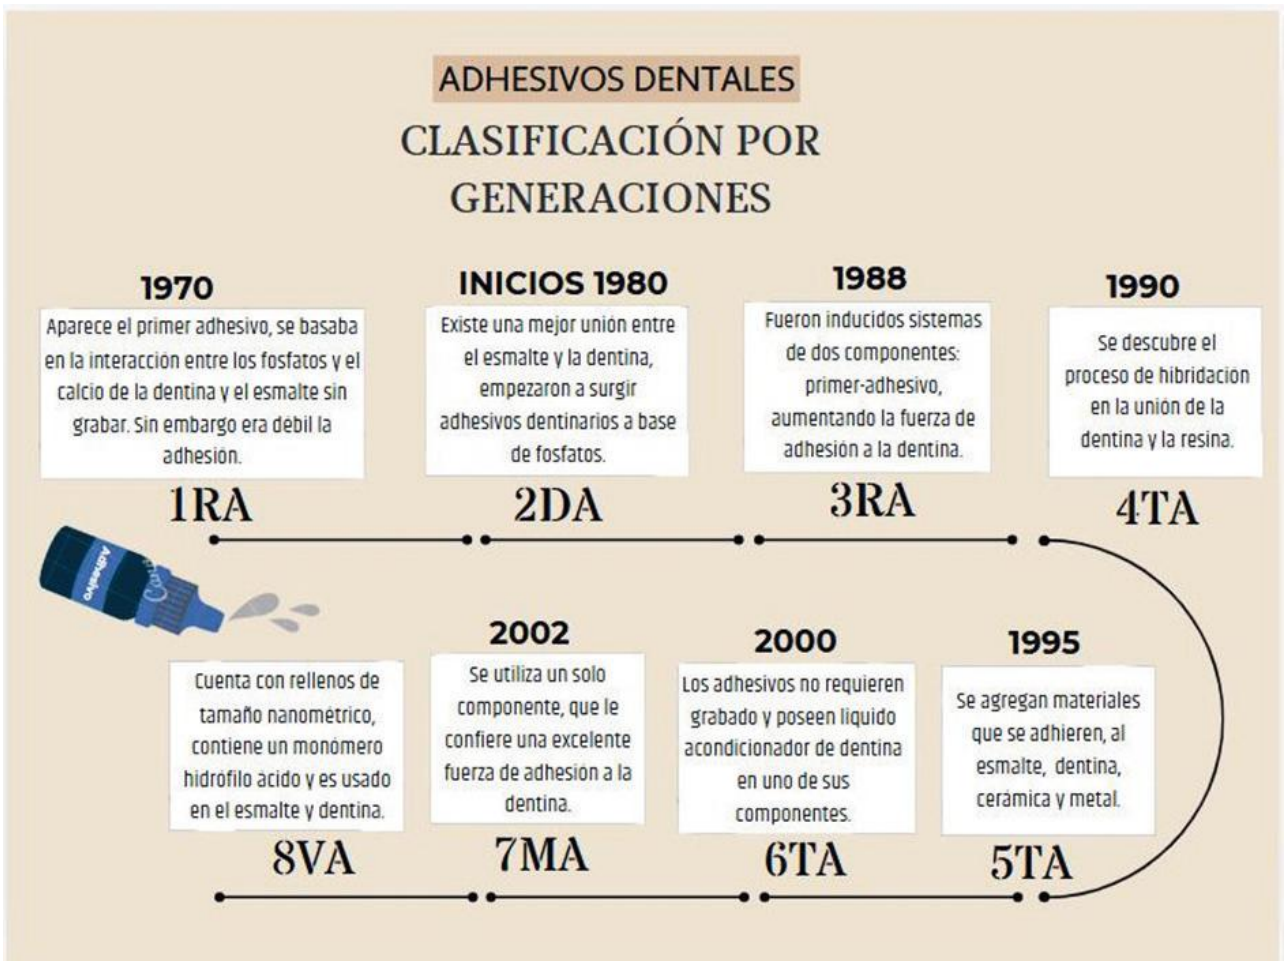 ADHESIVOS DENTALES
CLASIFICACIÓN POR
GENERACIONES
1970
Aparece el primer adhesivo, se basaba
en la interacción entre los fosfatos y el
calcio de la dentina y el esmalte sin
grabar. Sin embargo era débil la
adhesión.
1RA
INICIOS 1980
Existe una mejor unión entre
el esmalte y la dentina,
empezaron a surgir
adhesivos dentinarios a base
de fosfatos.
2DA
1988
Fueron inducidos sistemas
de dos componentes:
primer-adhesivo,
aumentando la fuerza de
adhesión a la dentina.
3RA
1990
Se descubre el
proceso de hibridación
en la unión de la
dentina y la resina.
4TA
Adhesivo
1995
Se agregan materiales
que se adhieren, al
esmalte, dentina,
cerámica y metal.
5TA
2000
Los adhesivos no requieren
grabado y poseen líquido
acondicionador de dentina
en uno de sus
componentes.
6TA
2002
Se utiliza un solo
componente, que le
confiere una excelente
fuerza de adhesión a la
dentina.
7MA
Cuenta con rellenos de
tamaño nanométrico,
contiene un monómero
hidrófilo ácido y es usado
en el esmalte y dentina.
8VA